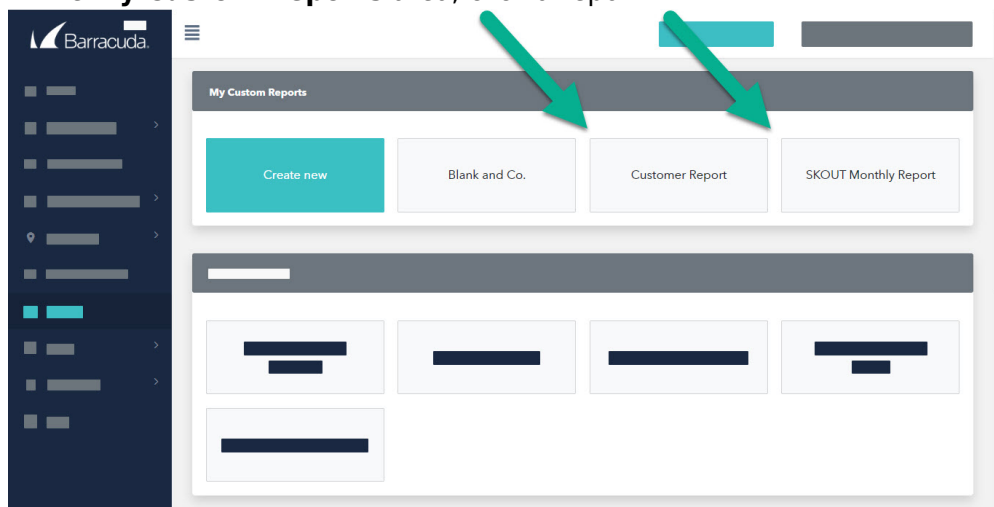 Barracuda.
My Custom Reports
Create new
Blank and Co.
Customer Report
SKOUT Monthly Report